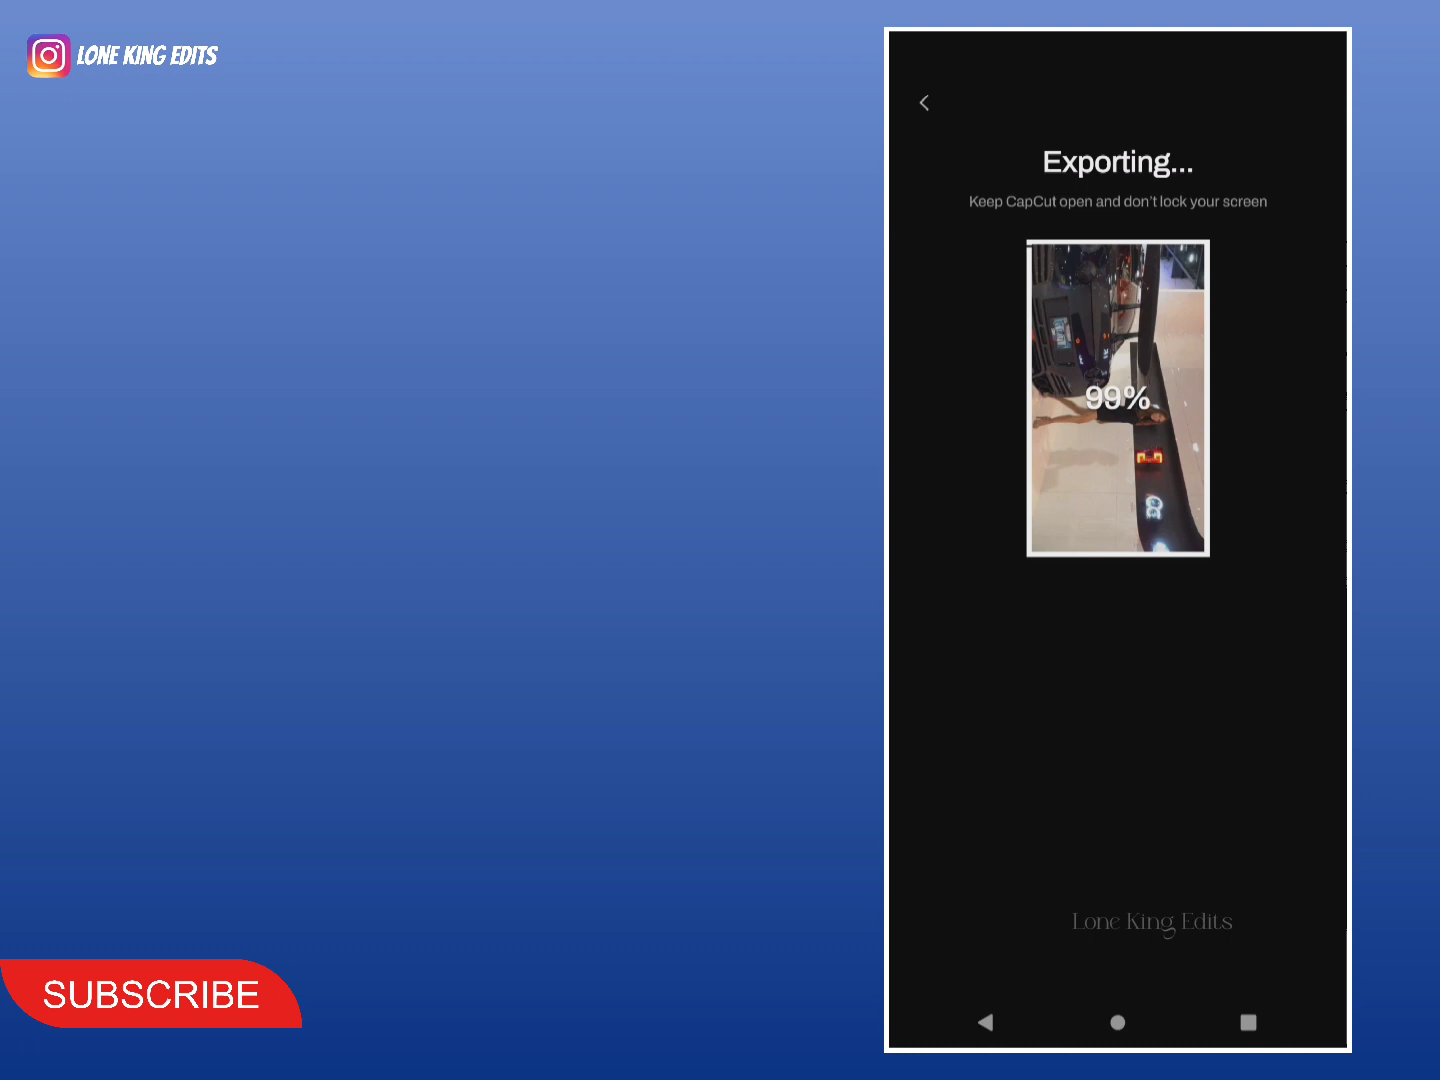 LONE KING EDITS
Exporting...
Keep CapCut open and don't lock your screen
99%
Lone King Edits
SUBSCRIBE